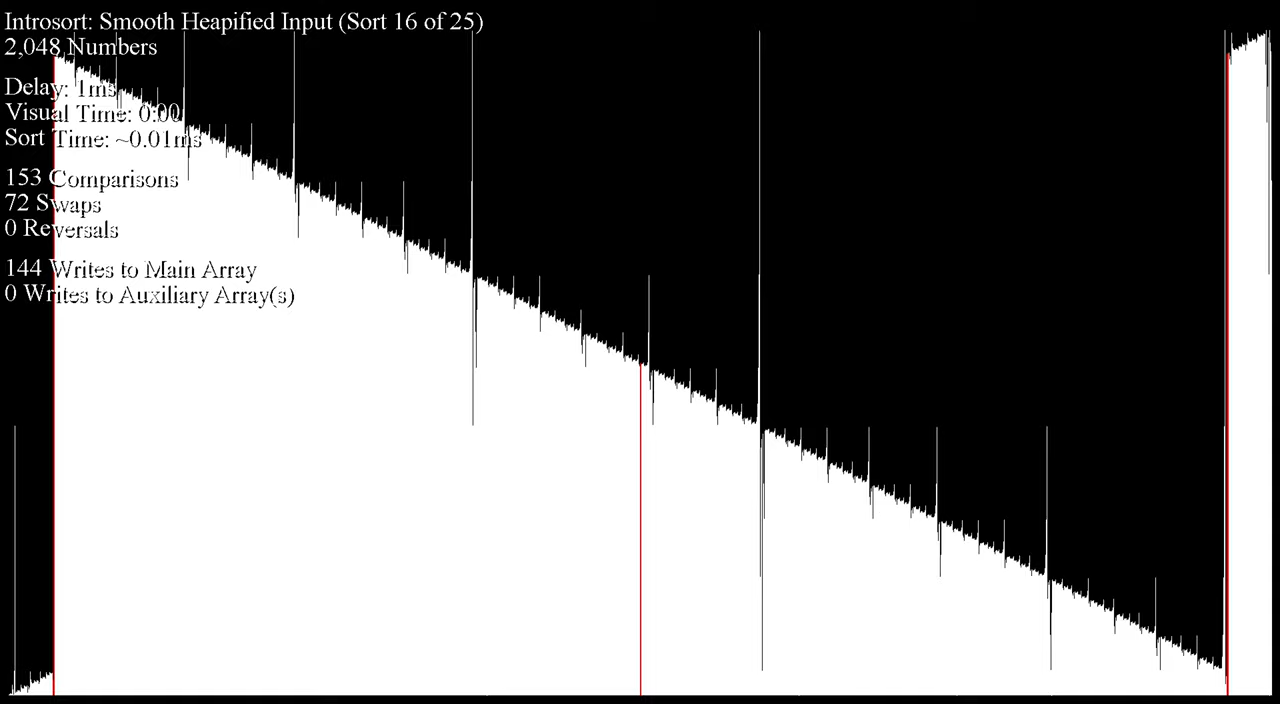 Introsort: Smooth Heapified Input (Sort 16 of 25)
2,048 Numbers
Delay: 1ms
Visual Time: 0:00
Sort Time: ~0.01ms
153 Comparisons
72 Swaps
0 Reversals
144 Writes to Main Array
0 Writes to Auxiliary Array(s)